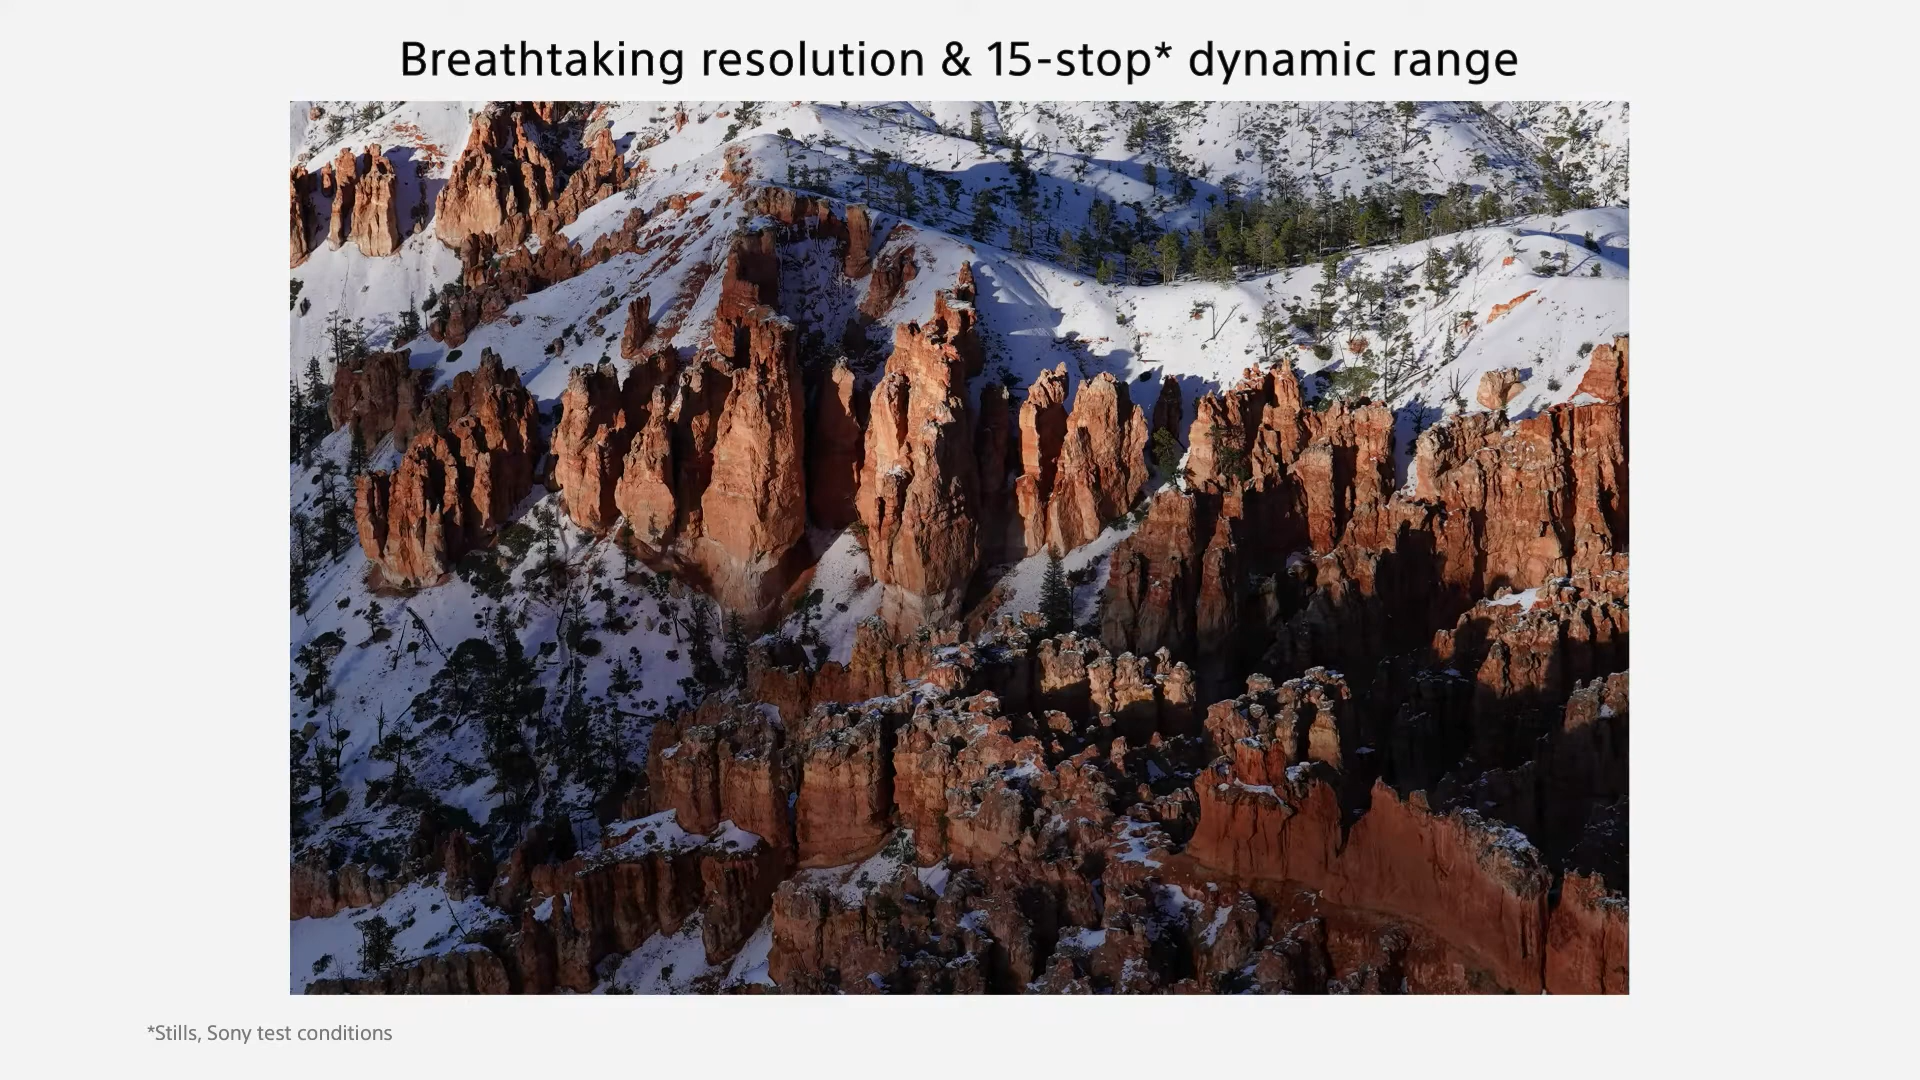 Breathtaking resolution & 15-stop* dynamic range
*Stills, Sony test conditions